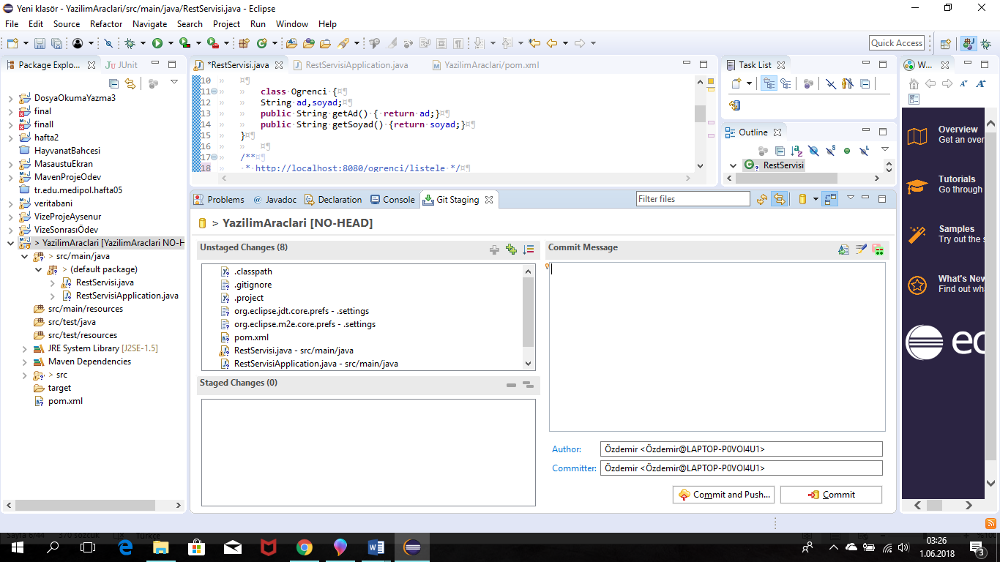 Yeni klasör - YazilimAraclari/src/main/java/RestServisi.java - Eclipse
File Edit Source Refactor Navigate Search Project Run Window Help
Quick Access
Package Explo... JUnit
*RestServisi.java RestServisiApplication.java YazilimAraclari/pom.xml
Task List
W...
DosyaOkumaYazma3
final
finall
hafta2
HayvanatBahcesi
MasaustuEkran
MavenProjeOdev
tr.edu.medipol.hafta05
veritabani
VizeProjeAysenur
VizeSonrasıÖdev
> YazilimAraclari [YazilimAraclari NO-H
> src/main/java
> (default package)
RestServisi.java
RestServisiApplication.java
src/main/resources
src/test/java
src/test/resources
JRE System Library [J2SE-1.5]
Maven Dependencies
> src
target
pom.xml
10
11 class Ogrenci {
12 String ad,soyad;
13 public String getAd() { return ad;}
14 public String getSoyad() {return soyad;}
15 }
16
17 /**
18 * http://localhost:8080/ogrenci/listele */
Outline
RestServisi
Overview
Get an over
Tutorials
Go through
Samples
Try out the s
What's New
Find out wha
ec
Problems Javadoc Declaration Console Git Staging
Filter files
> YazilimAraclari [NO-HEAD]
Unstaged Changes (8)
.classpath
.gitignore
.project
org.eclipse.jdt.core.prefs - .settings
org.eclipse.m2e.core.prefs - .settings
pom.xml
RestServisi.java - src/main/java
RestServisiApplication.java - src/main/java
Staged Changes (0)
Commit Message
Author: Özdemir <Özdemir@LAPTOP-P0VOI4U1>
Committer: Özdemir <Özdemir@LAPTOP-P0VOI4U1>
Commit and Push... Commit
Sayfa 6/44 370 sözcük Türkçe
%100
03:26
1.06.2018
3